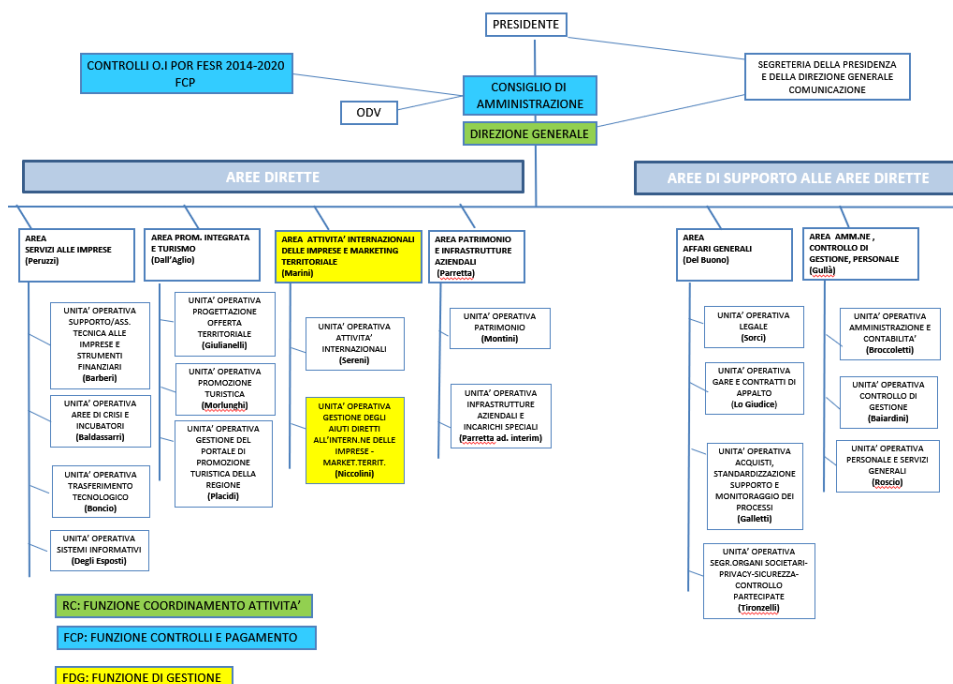 PRESIDENTE
CONTROLLI O.I POR FESR 2014-2020
FCP
SEGRETERIA DELLA PRESIDENZA
E DELLA DIREZIONE GENERALE
COMUNICAZIONE
CONSIGLIO DI
AMMINISTRAZIONE
ODV
DIREZIONE GENERALE
AREE DIRETTE
AREE DI SUPPORTO ALLE AREE DIRETTE
AREA
SERVIZI ALLE IMPRESE
(Peruzzi)
UNITA' OPERATIVA
SUPPORTO/ASS.
TECNICA ALLE
IMPRESE E
STRUMENTI
FINANZIARI
(Barberi)
UNITA' OPERATIVA
AREE DI CRISI E
INCUBATORI
(Baldassarri)
UNITA' OPERATIVA
TRASFERIMENTO
TECNOLOGICO
(Boncio)
UNITA' OPERATIVA
SISTEMI INFORMATIVI
(Degli Esposti)
AREA PROM. INTEGRATA
E TURISMO
(Dall'Aglio)
UNITA' OPERATIVA
PROGETTAZIONE
OFFERTA
TERRITORIALE
(Giulianelli)
UNITA' OPERATIVA
PROMOZIONE
TURISTICA
(Morlunghi)
UNITA' OPERATIVA
GESTIONE DEL
PORTALE DI
PROMOZIONE
TURISTICA DELLA
REGIONE
(Placidi)
AREA ATTIVITA' INTERNAZIONALI
DELLE IMPRESE E MARKETING
TERRITORIALE
(Marini)
UNITA' OPERATIVA
ATTIVITA'
INTERNAZIONALI
(Sereni)
UNITA' OPERATIVA
GESTIONE DEGLI
AIUTI DIRETTI
ALL'INTERN.NE DELLE
IMPRESE -
MARKET.TERRIT.
(Niccolini)
AREA PATRIMONIO
E INFRASTRUTTURE
AZIENDALI
(Parretta)
UNITA' OPERATIVA
PATRIMONIO
(Montini)
UNITA' OPERATIVA
INFRASTRUTTURE
AZIENDALI E
INCARICHI SPECIALI
(Parretta ad. interim)
AREA
AFFARI GENERALI
(Del Buono)
UNITA' OPERATIVA
LEGALE
(Sorci)
UNITA' OPERATIVA
GARE E CONTRATTI DI
APPALTO
(Lo Giudice)
UNITA' OPERATIVA
ACQUISTI,
STANDARDIZZAZIONE
SUPPORTO E
MONITORAGGIO DEI
PROCESSI
(Galletti)
UNITA' OPERATIVA
SEGR.ORGANI SOCIETARI-
PRIVACY-SICUREZZA-
CONTROLLO
PARTECIPATE
(Tironzelli)
AREA AMM.NE ,
CONTROLLO DI
GESTIONE, PERSONALE
(Gullà)
UNITA' OPERATIVA
AMMINISTRAZIONE E
CONTABILITA'
(Broccoletti)
UNITA' OPERATIVA
CONTROLLO DI
GESTIONE
(Baiardini)
UNITA' OPERATIVA
PERSONALE E SERVIZI
GENERALI
(Roscio)
RC: FUNZIONE COORDINAMENTO ATTIVITA'
FCP: FUNZIONE CONTROLLI E PAGAMENTO
FDG: FUNZIONE DI GESTIONE